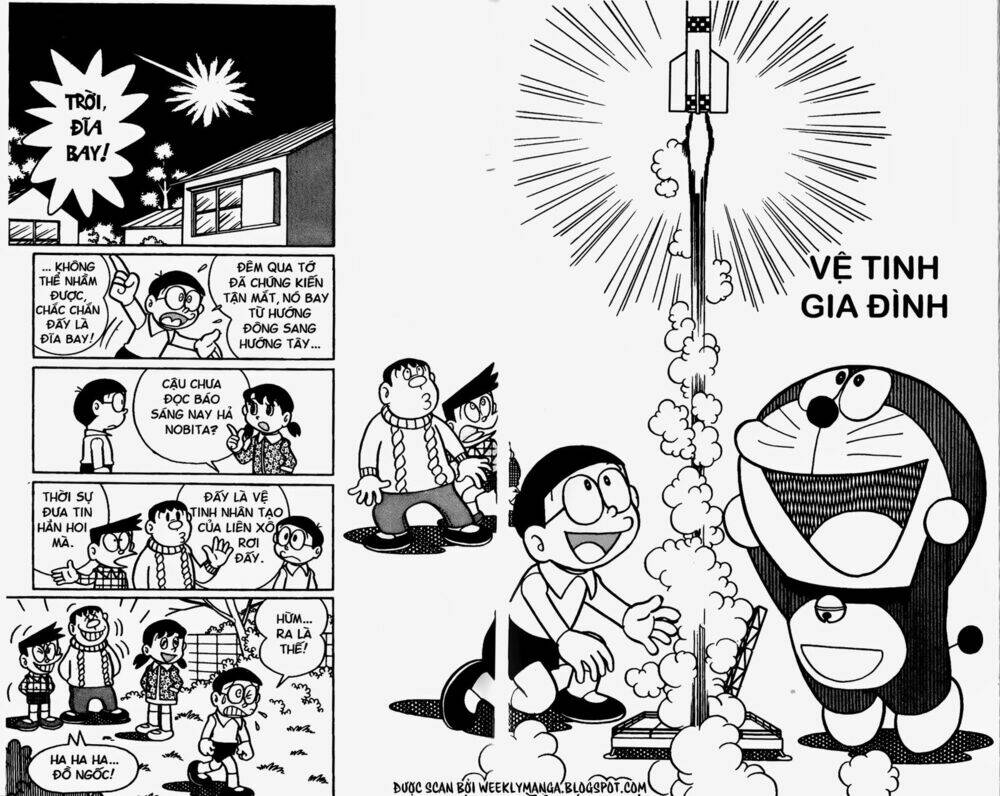 TRỜI,
ĐĨA
BAY!
... KHÔNG
THỂ NHẦM
ĐƯỢC,
CHẮC CHẮN
ĐẤY LÀ
ĐĨA BAY!
ĐÊM QUA TỚ
ĐÃ CHỨNG KIẾN
TẬN MẮT, NÓ BAY
TỪ HƯỚNG
ĐÔNG SANG
HƯỚNG TÂY...
CẬU CHƯA
ĐỌC BÁO
SÁNG NAY HẢ
NOBITA?
THỜI SỰ
ĐƯA TIN
HẲN HOI
MÀ.
ĐẤY LÀ VỆ
TINH NHÂN TẠO
CỦA LIÊN XÔ
RƠI
ĐẤY.
HỪM...
RA LÀ
THẾ!
HA HA HA...
ĐỒ NGỐC!
VỆ TINH
GIA ĐÌNH
ĐƯỢC SCAN BỞI WEEKLYMANGA.BLOGSPOT.COM